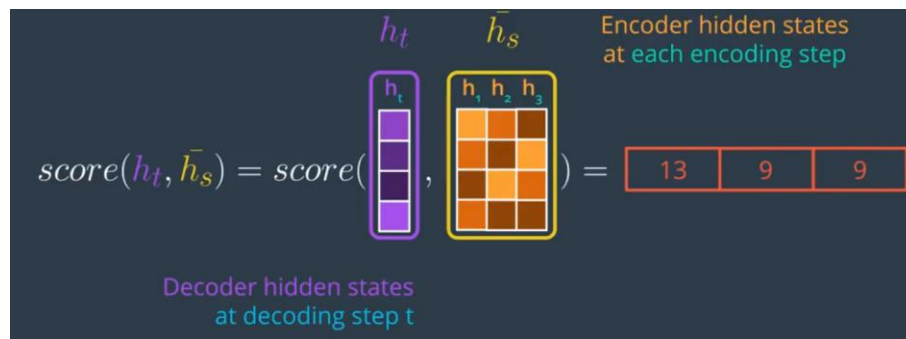 h_t h̄_s Encoder hidden states
at each encoding step
h_t h_1 h_2 h_3
score(h_t, h̄_s) = score( , ) = 13 9 9
Decoder hidden states
at decoding step t